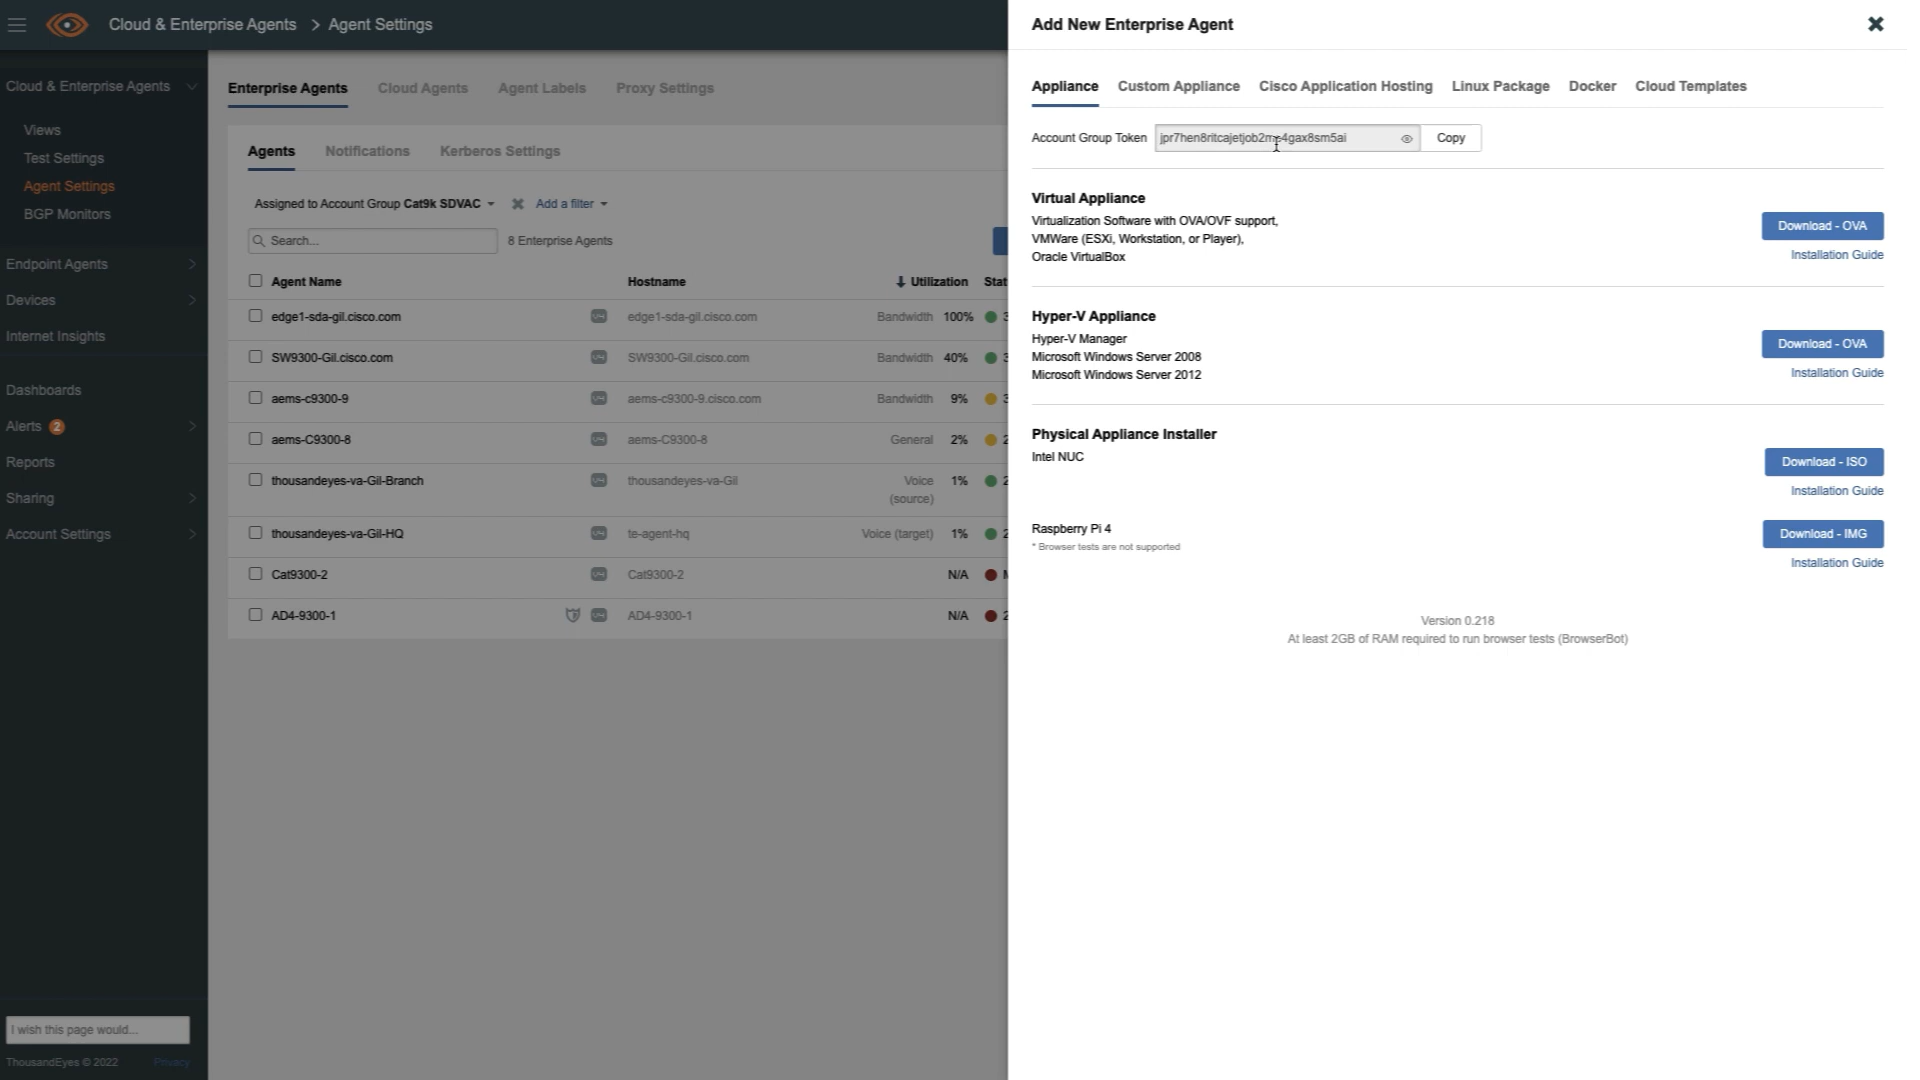 Cloud & Enterprise Agents > Agent Settings
Cloud & Enterprise Agents
Views
Test Settings
Agent Settings
BGP Monitors
Endpoint Agents
Devices
Internet Insights
Dashboards
Alerts 2
Reports
Sharing
Account Settings
I wish this page would...
ThousandEyes © 2022 Privacy
Enterprise Agents Cloud Agents Agent Labels Proxy Settings
Agents Notifications Kerberos Settings
Assigned to Account Group Cat9k SDVAC Add a filter
Search... 8 Enterprise Agents
Agent Name Hostname Utilization Stat
edge1-sda-gil.cisco.com edge1-sda-gil.cisco.com Bandwidth 100% 3
SW9300-Gil.cisco.com SW9300-Gil.cisco.com Bandwidth 40% 3
aems-c9300-9 aems-c9300-9.cisco.com Bandwidth 9% 3
aems-C9300-8 aems-C9300-8 General 2% 2
thousandeyes-va-Gil-Branch thousandeyes-va-Gil Voice 1% 2
(source)
thousandeyes-va-Gil-HQ te-agent-hq Voice (target) 1% 2
Cat9300-2 Cat9300-2 N/A
AD4-9300-1 AD4-9300-1 N/A 2
Add New Enterprise Agent
Appliance Custom Appliance Cisco Application Hosting Linux Package Docker Cloud Templates
Account Group Token Copy
Virtual Appliance
Virtualization Software with OVA/OVF support,
VMWare (ESXi, Workstation, or Player),
Oracle VirtualBox
Download - OVA
Installation Guide
Hyper-V Appliance
Hyper-V Manager
Microsoft Windows Server 2008
Microsoft Windows Server 2012
Download - OVA
Installation Guide
Physical Appliance Installer
Intel NUC
Download - ISO
Installation Guide
Raspberry Pi 4
* Browser tests are not supported
Download - IMG
Installation Guide
Version 0.218
At least 2GB of RAM required to run browser tests (BrowserBot)